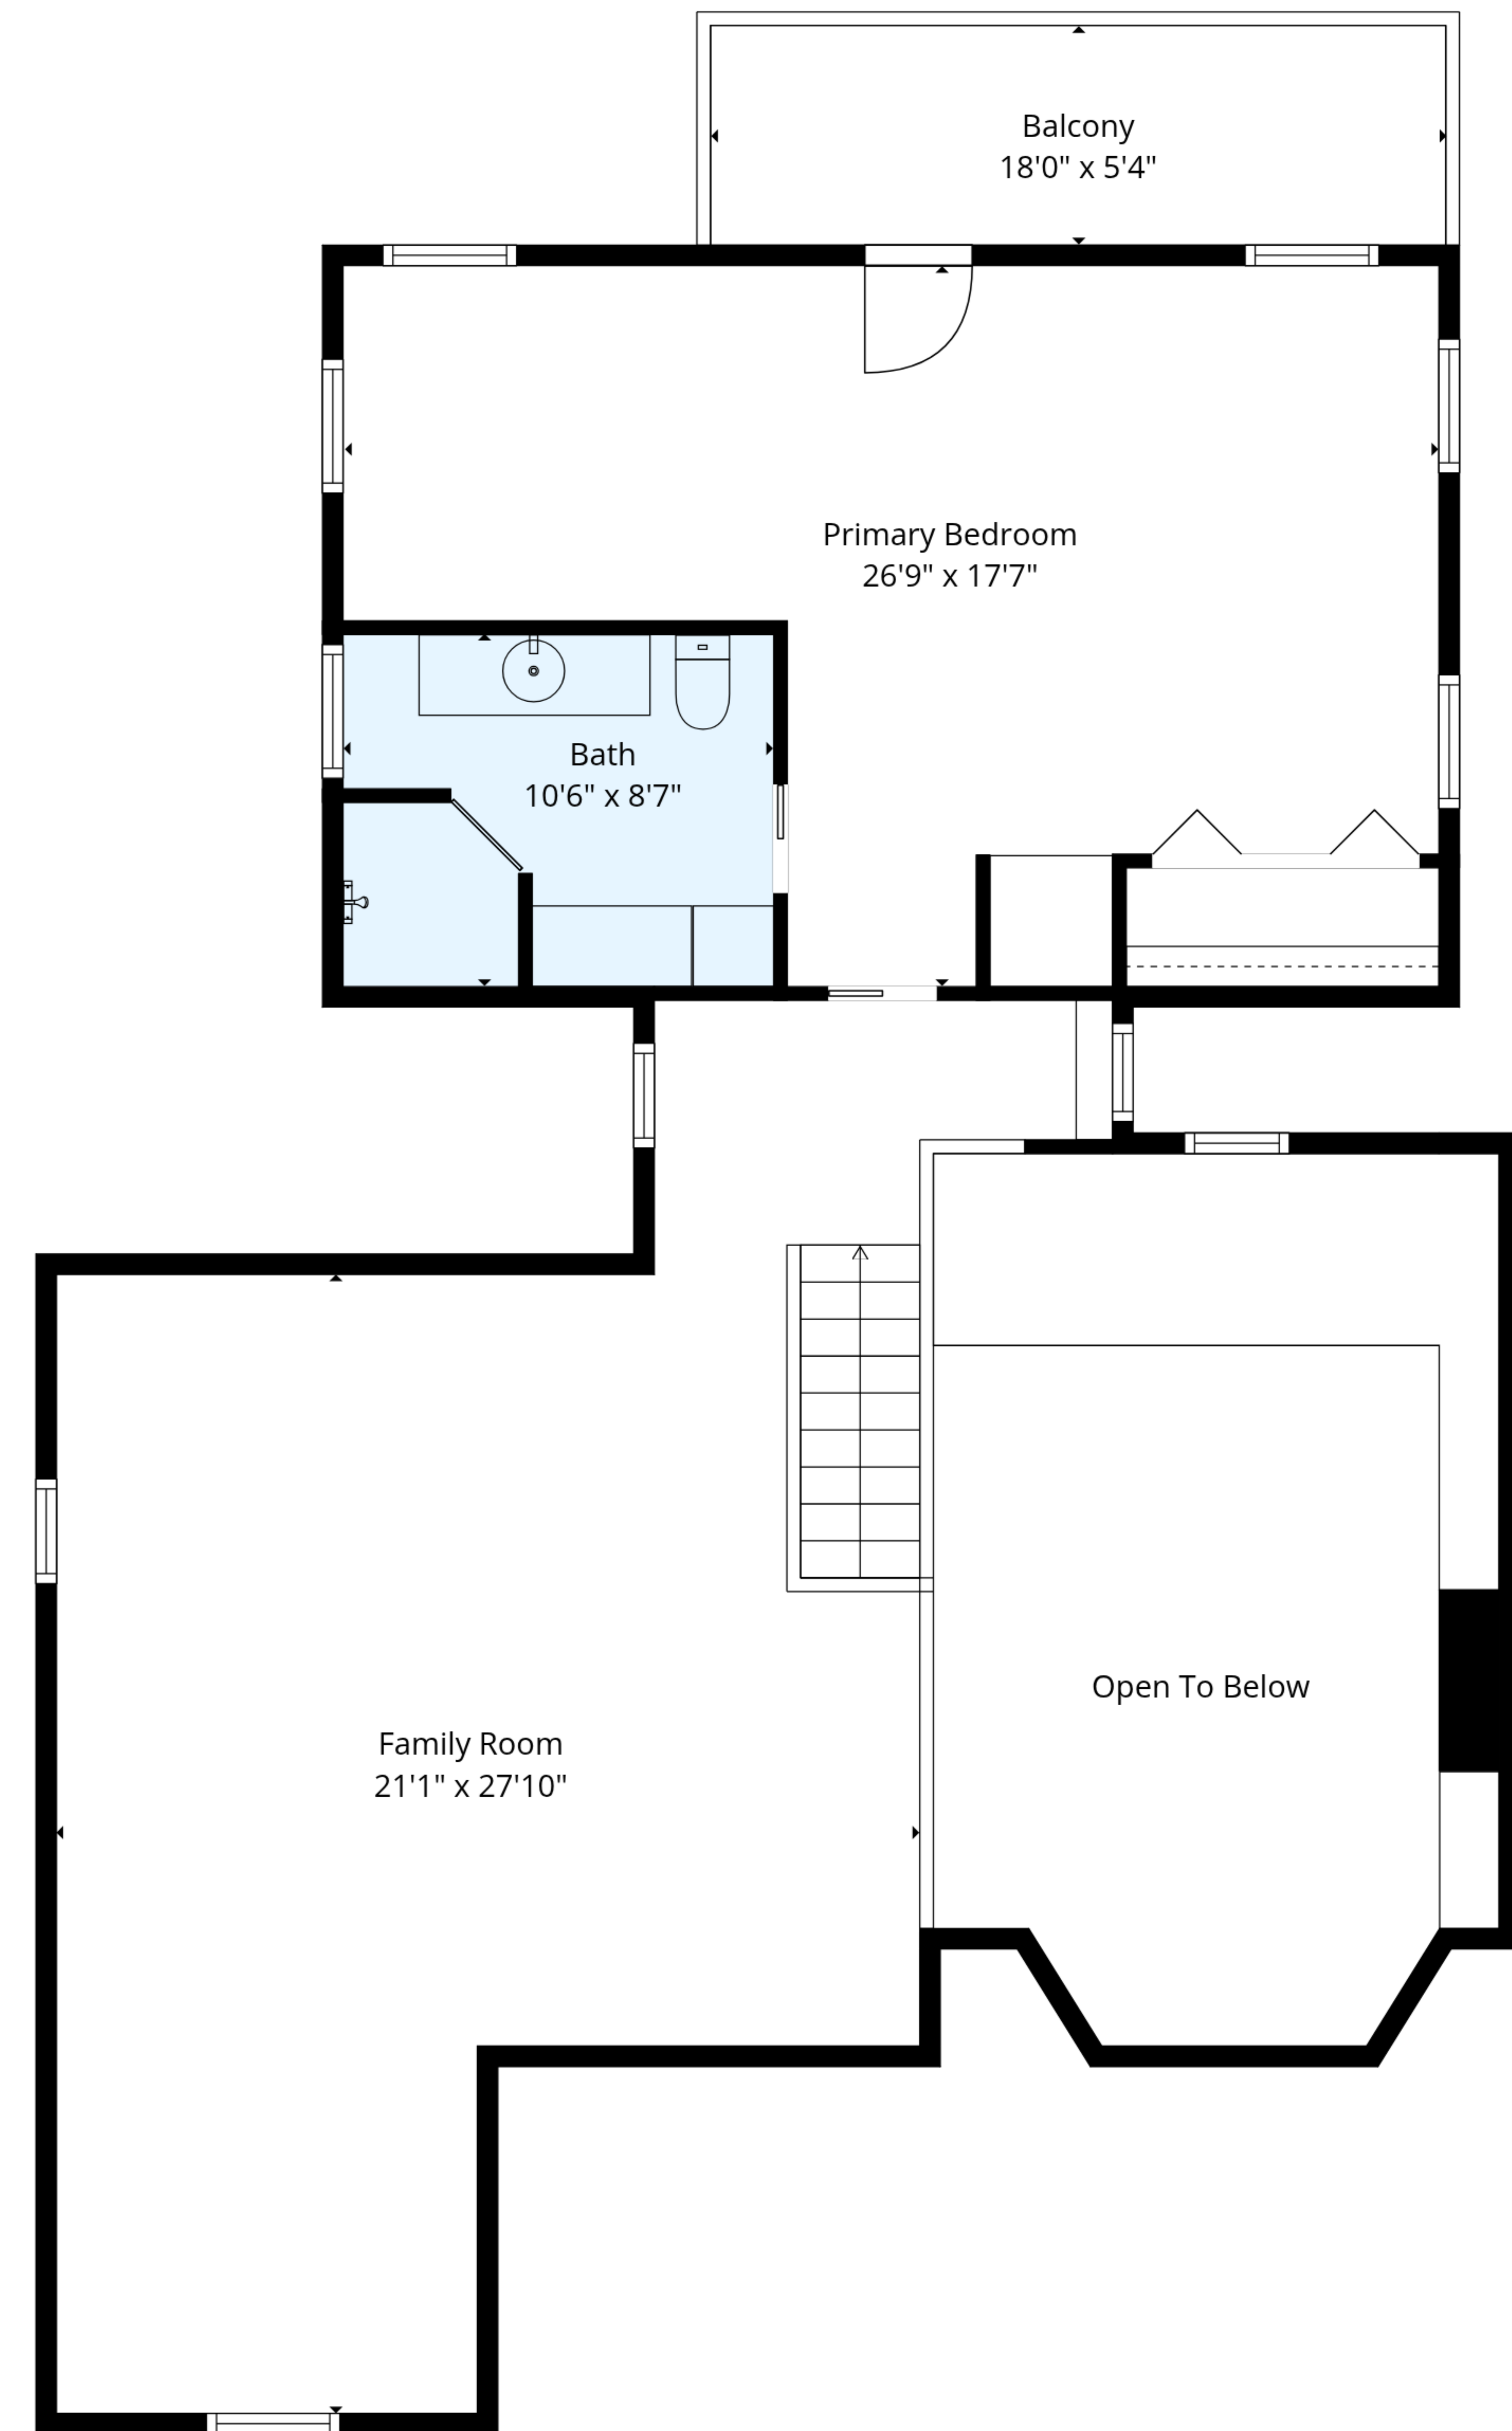 Balcony
18'0" x 5'4"
Primary Bedroom
26'9" x 17'7"
Bath
10'6" x 8'7"
Open To Below
Family Room
21'1" x 27'10"